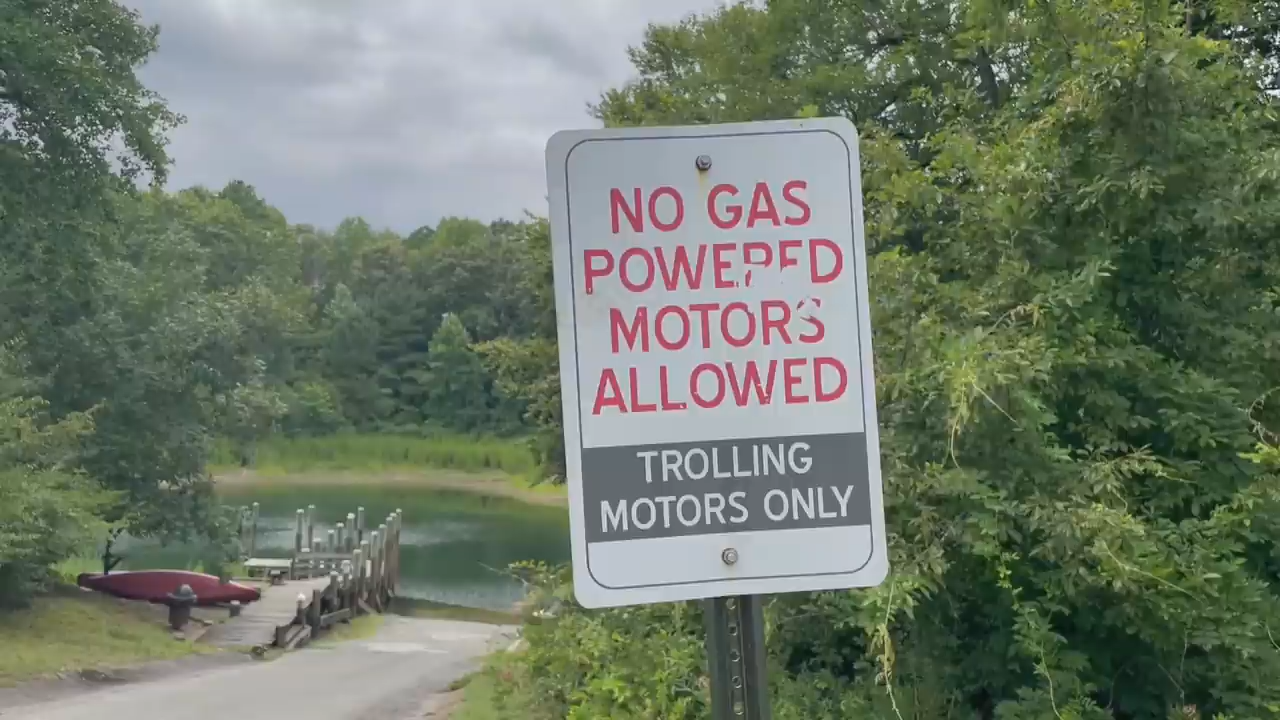 NO GAS
POWERED
MOTORS
ALLOWED
TROLLING
MOTORS ONLY